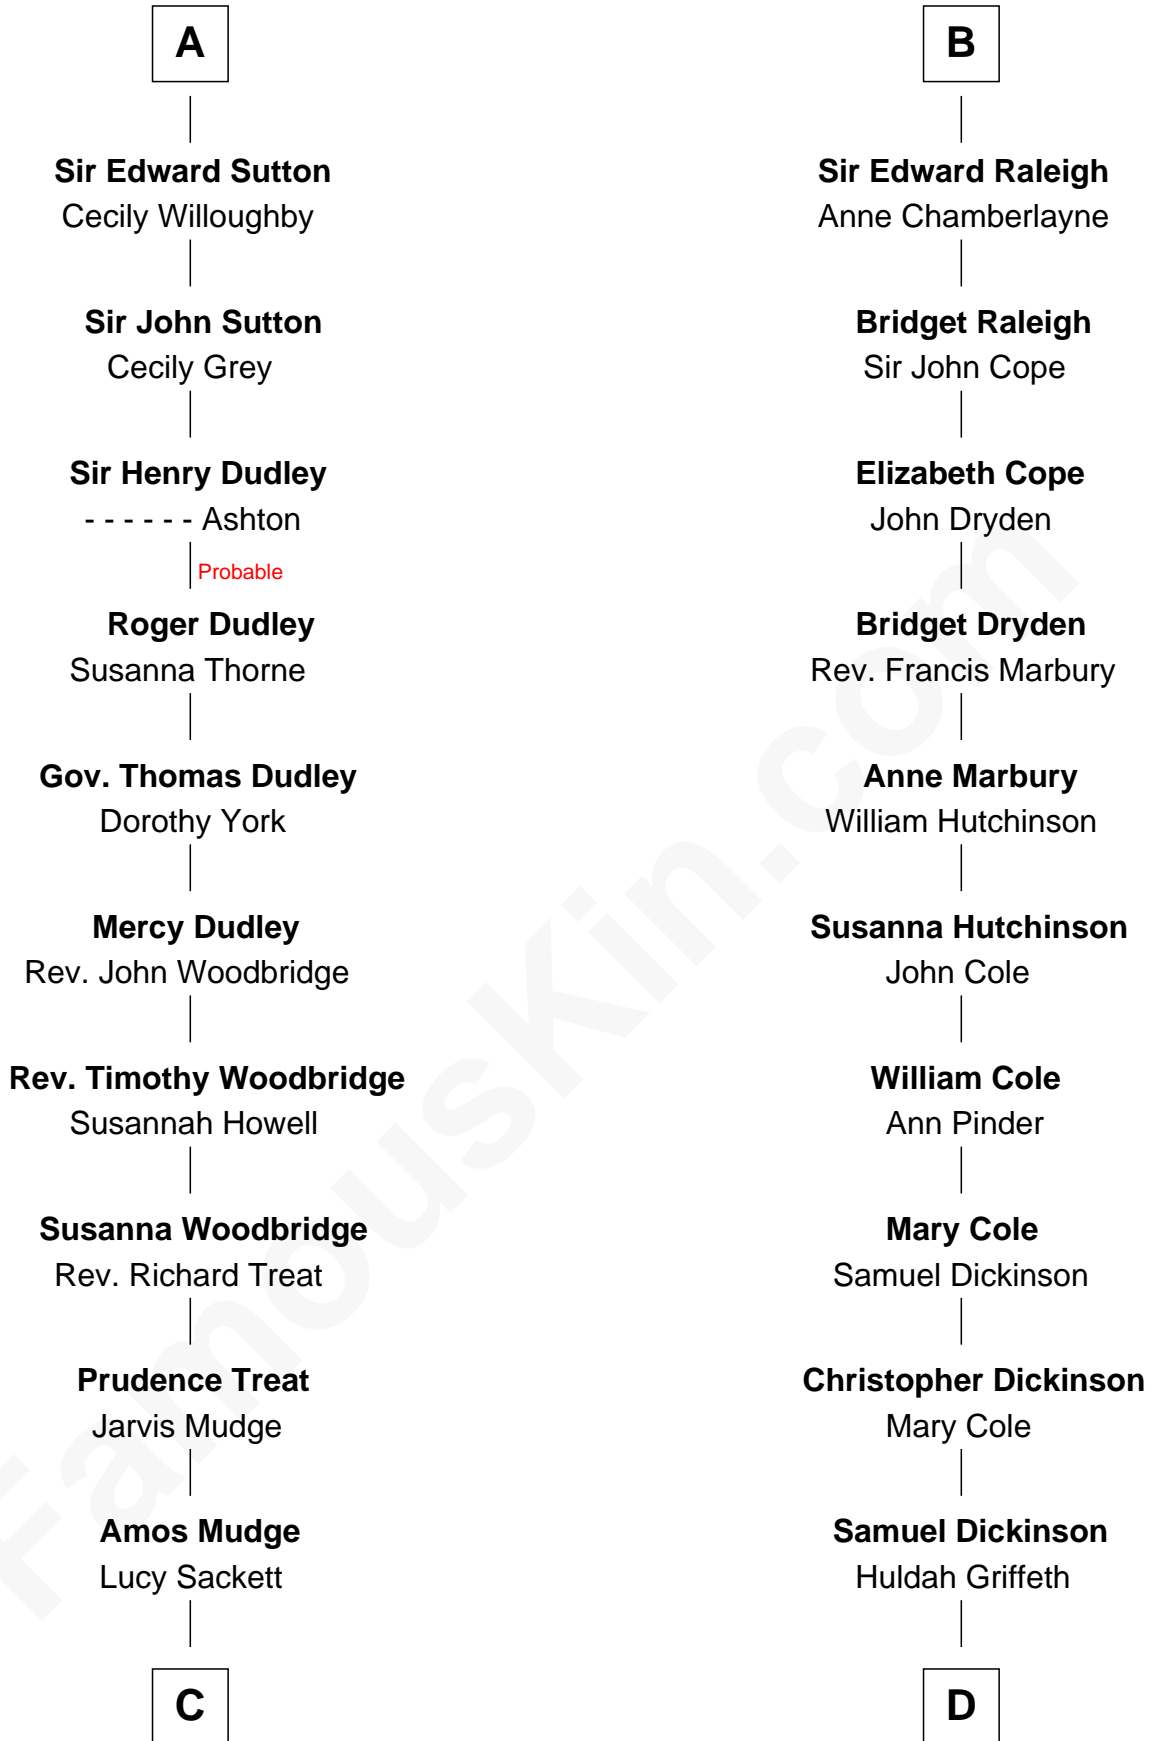 A
Sir Edward Sutton
Cecily Willoughby
Sir John Sutton
Cecily Grey
Sir Henry Dudley
- - - - - - Ashton
Probable
Roger Dudley
Susanna Thorne
Gov. Thomas Dudley
Dorothy York
Mercy Dudley
Rev. John Woodbridge
Rev. Timothy Woodbridge
Susannah Howell
Susanna Woodbridge
Rev. Richard Treat
Prudence Treat
Jarvis Mudge
Amos Mudge
Lucy Sackett
C
B
Sir Edward Raleigh
Anne Chamberlayne
Bridget Raleigh
Sir John Cope
Elizabeth Cope
John Dryden
Bridget Dryden
Rev. Francis Marbury
Anne Marbury
William Hutchinson
Susanna Hutchinson
John Cole
William Cole
Ann Pinder
Mary Cole
Samuel Dickinson
Christopher Dickinson
Mary Cole
Samuel Dickinson
Huldah Griffeth
D
FamousKin.com